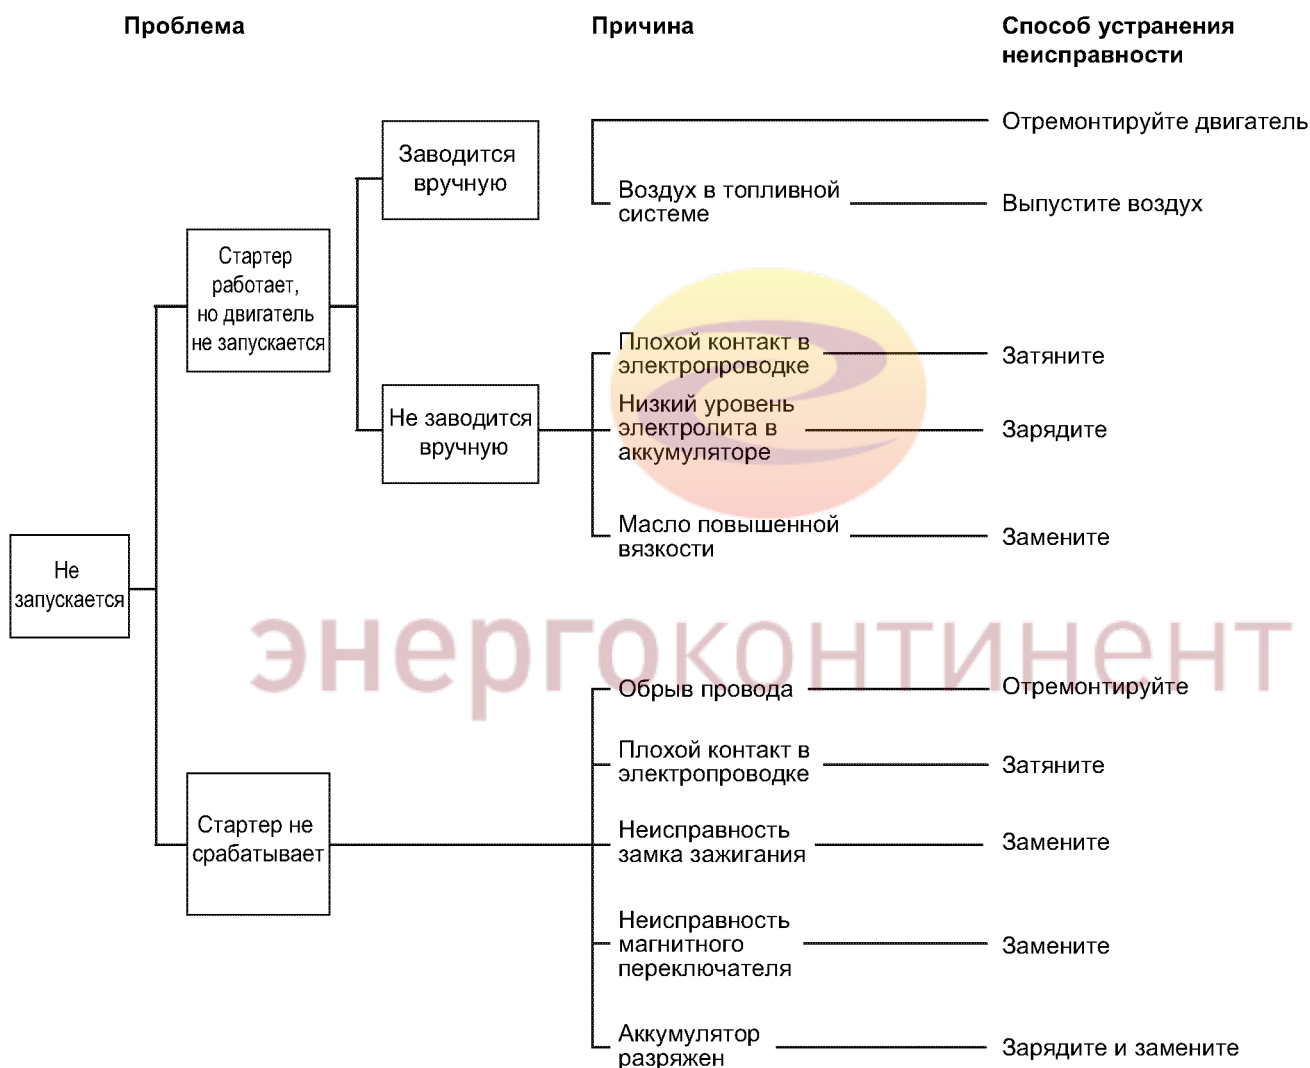 Проблема
Причина
Способ устранения
неисправности
Заводится
вручную
Отремонтируйте двигатель
Воздух в топливной
системе
Выпустите воздух
Стартер
работает,
но двигатель
не запускается
Плохой контакт в
электропроводке
Затяните
Не заводится
вручную
Низкий уровень
электролита в
аккумуляторе
Зарядите
Масло повышенной
вязкости
Замените
Не
запускается
энергоконтинент
Обрыв провода
Отремонтируйте
Плохой контакт в
электропроводке
Затяните
Стартер не
срабатывает
Неисправность
замка зажигания
Замените
Неисправность
магнитного
переключателя
Замените
Аккумулятор
разряжен
Зарядите и замените